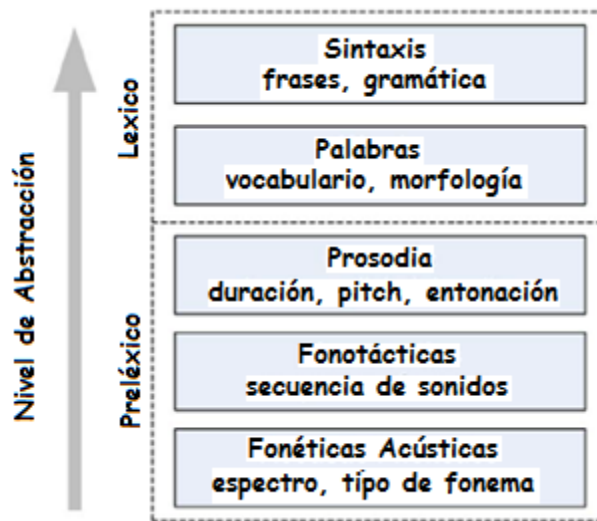 Sintaxis
frases, gramática
Palabras
vocabulario, morfología
Lexico
Prosodia
duración, pitch, entonación
Fonotácticas
secuencia de sonidos
Fonéticas Acústicas
espectro, tipo de fonema
Preléxico
Nivel de Abstracción